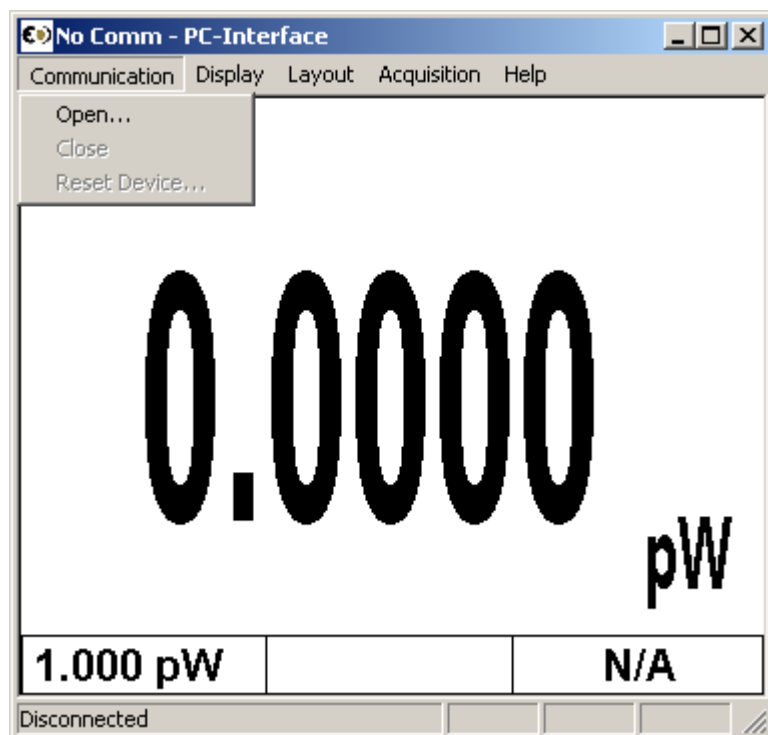 No Comm - PC-Interface
Communication Display Layout Acquisition Help
Open...
Close
Reset Device...
0.0000
pW
1.000 pW N/A
Disconnected